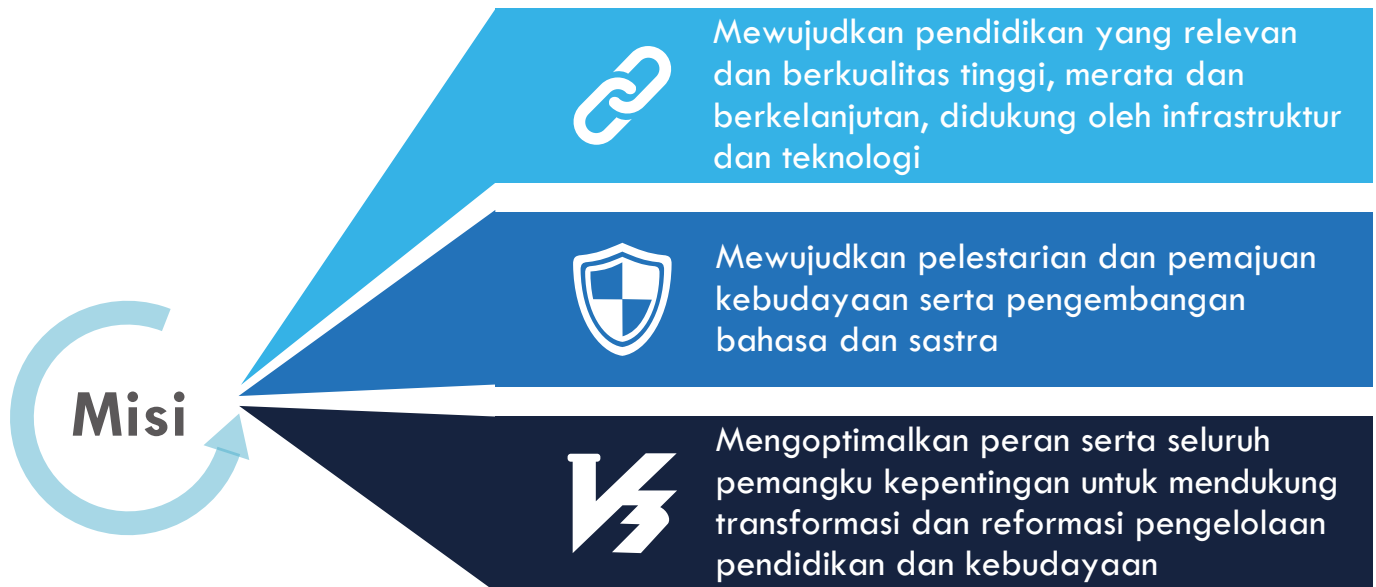 Misi
Mewujudkan pendidikan yang relevan
dan berkualitas tinggi, merata dan
berkelanjutan, didukung oleh infrastruktur
dan teknologi
Mewujudkan pelestarian dan pemajuan
kebudayaan serta pengembangan
bahasa dan sastra
Mengoptimalkan peran serta seluruh
pemangku kepentingan untuk mendukung
transformasi dan reformasi pengelolaan
pendidikan dan kebudayaan